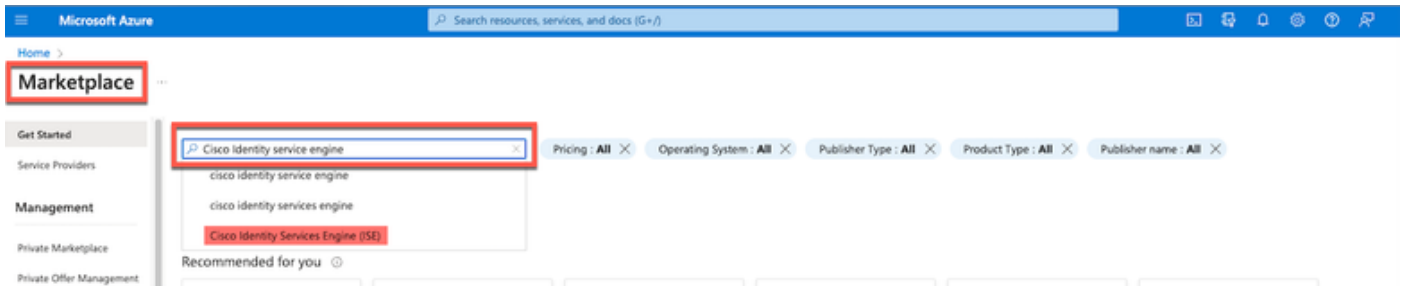 Microsoft Azure
Search resources, services, and docs (G+/)
Home >
Marketplace ...
Get Started
Cisco Identity service engine
Pricing : All
Operating System : All
Publisher Type : All
Product Type : All
Publisher name : All
Service Providers
cisco identity service engine
Management
cisco identity services engine
Cisco Identity Services Engine (ISE)
Private Marketplace
Recommended for you
Private Offer Management